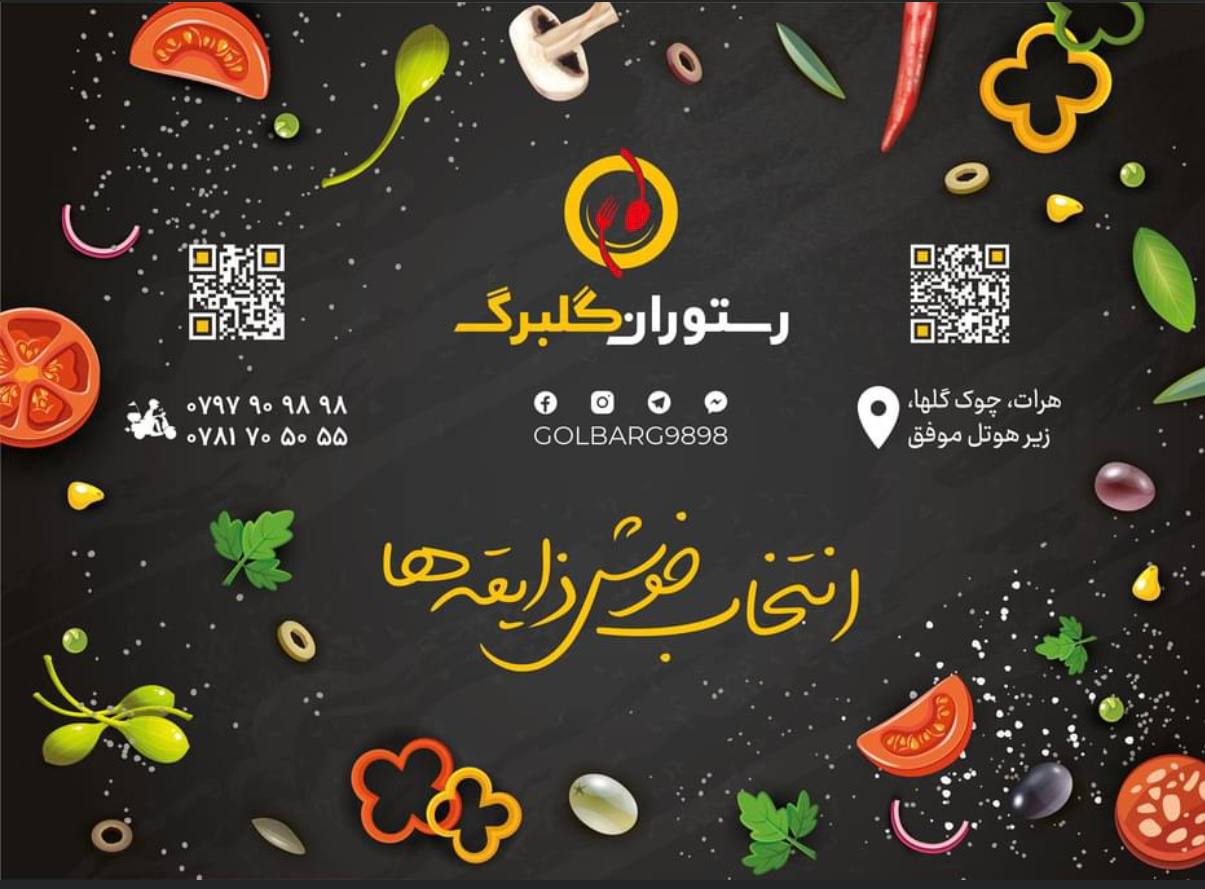 رستوران گلبرگ
۰۷۹۷ ۹۰ ۹۸ ۹۸
۰۷۸۱ ۷۰ ۵۰ ۵۵
GOLBARG9898
هرات، چوک گلها،
زیر هوتل موفق
انتخاب خوش ذایقه ها